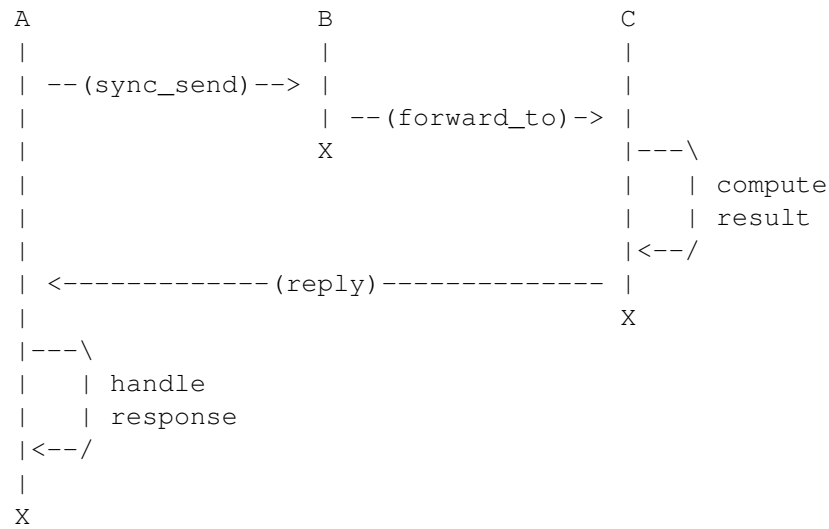 A B C
| | |
| --(sync_send)--> | |
| | --(forward_to)-> |
| X |---\
| | | compute
| | | result
| |<--/
| <-------------(reply)-------------- |
| X
|---\
| | handle
| | response
|<--/
|
X